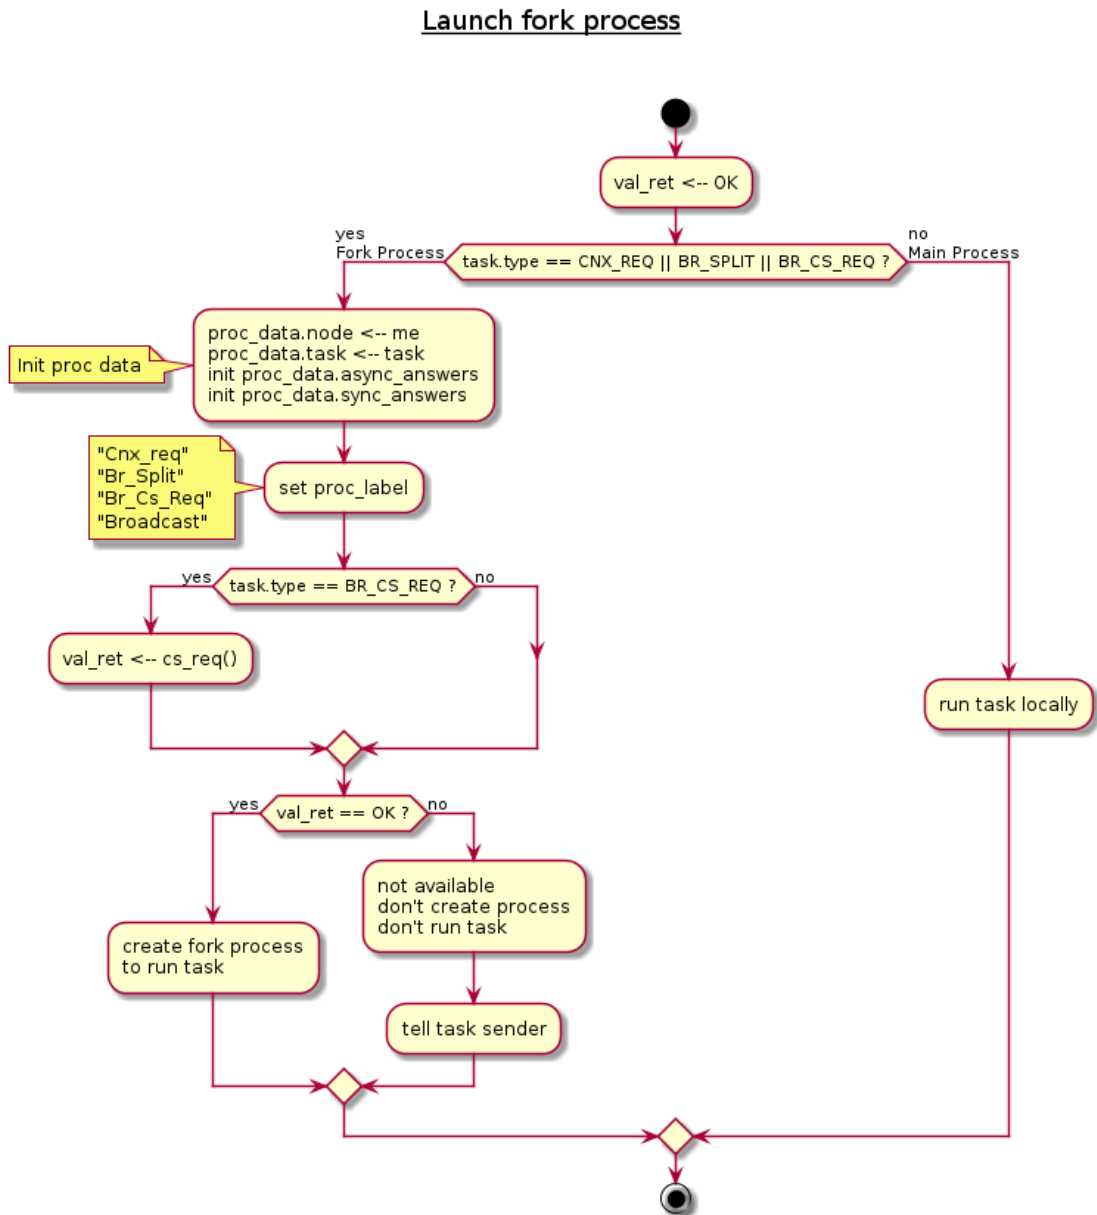 Launch fork process
val_ret <-- OK
yes
Fork Process
task.type == CNX_REQ || BR_SPLIT || BR_CS_REQ ?
no
Main Process
Init proc data
proc_data.node <-- me
proc_data.task <-- task
init proc_data.async_answers
init proc_data.sync_answers
"Cnx_req"
"Br_Split"
"Br_Cs_Req"
"Broadcast"
set proc_label
yes
task.type == BR_CS_REQ ?
no
val_ret <-- cs_req()
run task locally
yes
val_ret == OK ?
no
not available
don't create process
don't run task
create fork process
to run task
tell task sender